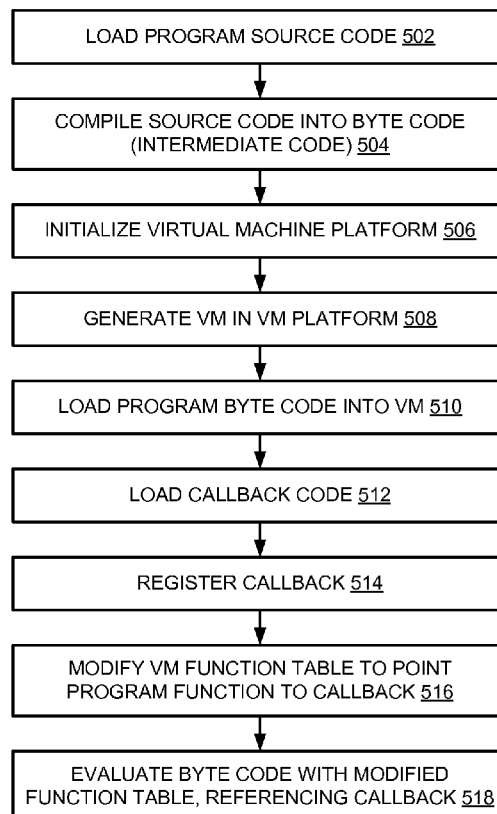 LOAD PROGRAM SOURCE CODE 502
COMPILE SOURCE CODE INTO BYTE CODE
(INTERMEDIATE CODE) 504
INITIALIZE VIRTUAL MACHINE PLATFORM 506
GENERATE VM IN VM PLATFORM 508
LOAD PROGRAM BYTE CODE INTO VM 510
LOAD CALLBACK CODE 512
REGISTER CALLBACK 514
MODIFY VM FUNCTION TABLE TO POINT
PROGRAM FUNCTION TO CALLBACK 516
EVALUATE BYTE CODE WITH MODIFIED
FUNCTION TABLE, REFERENCING CALLBACK 518